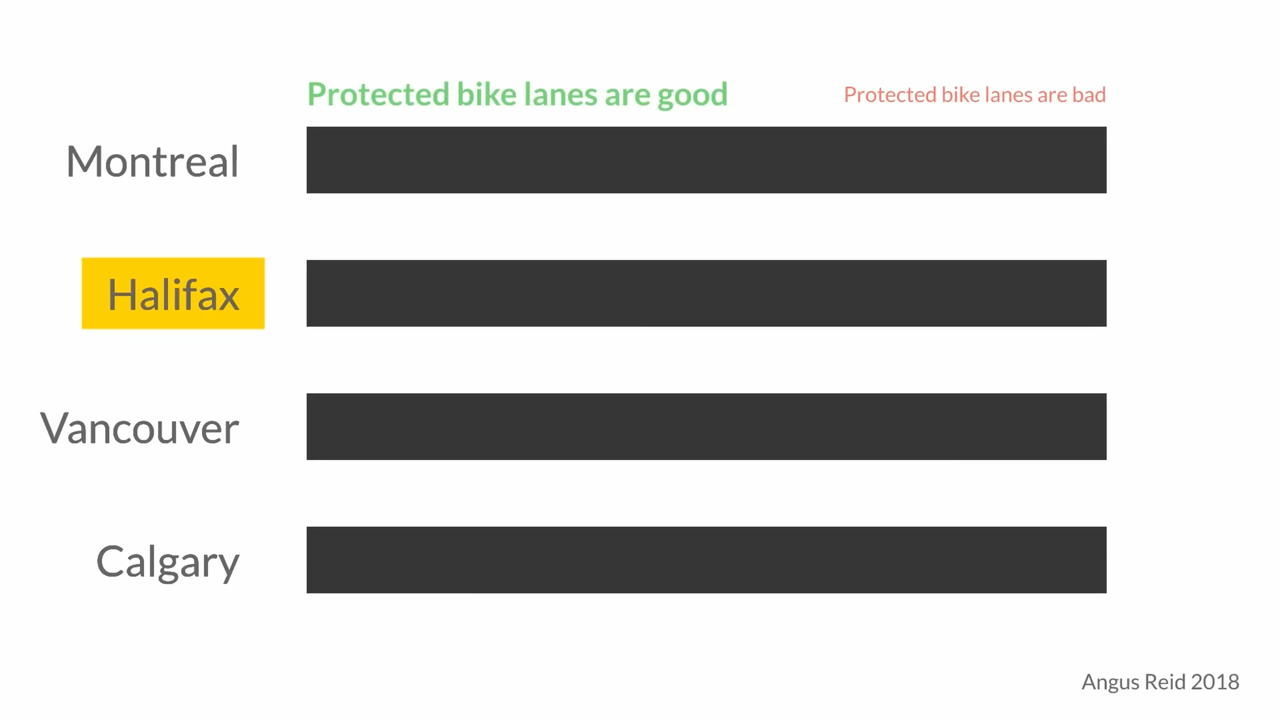 Protected bike lanes are good
Protected bike lanes are bad
Montreal
Halifax
Vancouver
Calgary
Angus Reid 2018